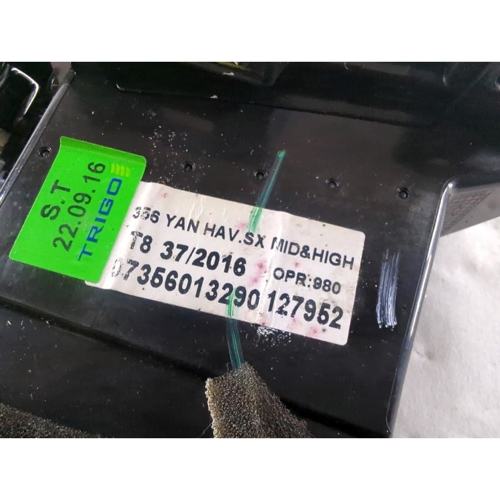 S.T
22.09.16
TRIGO
356 YAN HAV.SX MID&HIGH
T8 37/2016 OPR:980
07356013290 127952